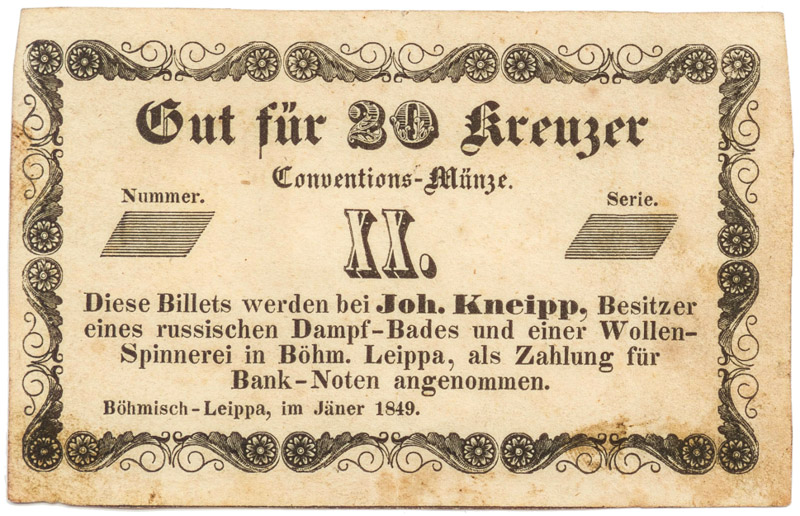 Gut für 20 Kreuzer
Conventions-Münze.
Nummer.
Serie.
XX.
Diese Billets werden bei Joh. Kneipp, Besitzer
eines russischen Dampf-Bades und einer Wollen-
Spinnerei in Böhm. Leippa, als Zahlung für
Bank-Noten angenommen.
Böhmisch-Leippa, im Jäner 1849.